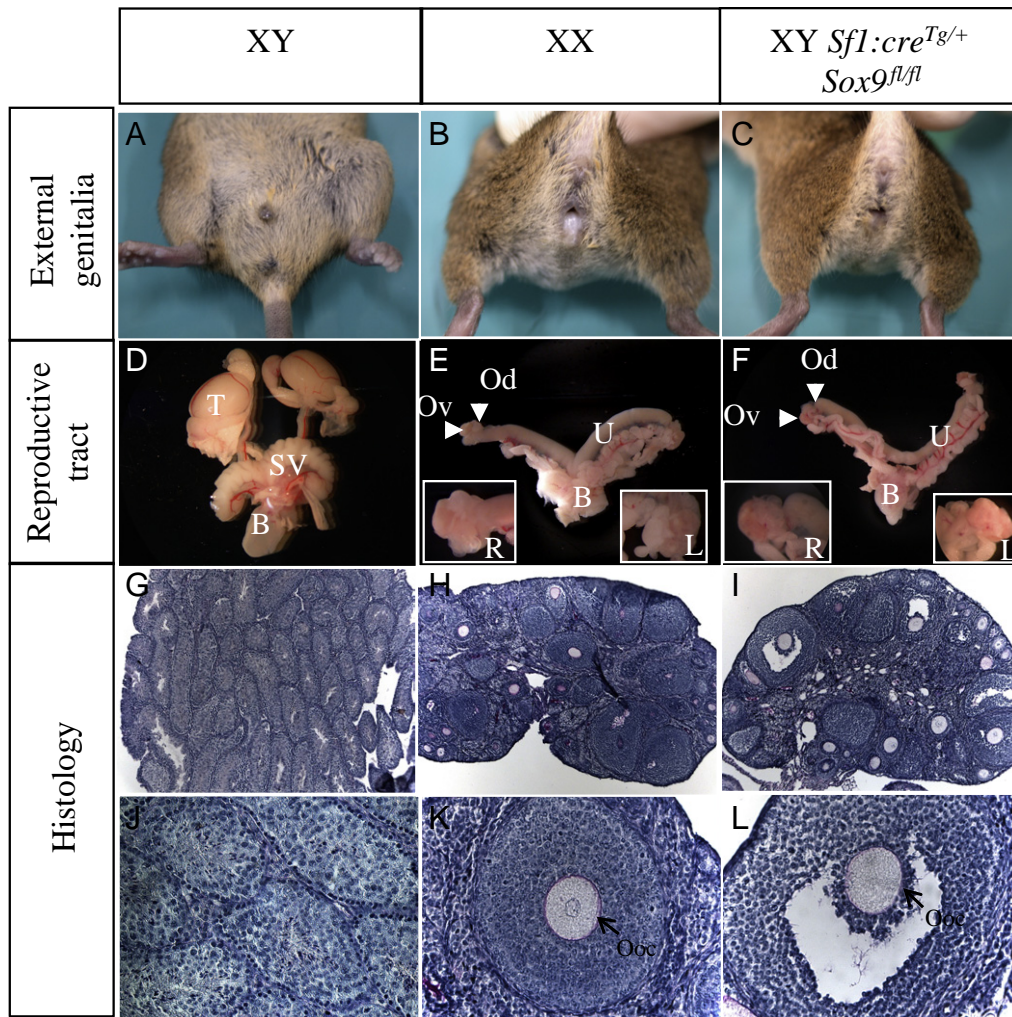 XY
XX
XY Sf1:cre^Tg/+
Sox9^fl/fl
External
genitalia
A
B
C
Reproductive
tract
D
T
SV
B
E
Od
Ov
U
B
R
L
F
Od
Ov
U
B
R
L
Histology
G
H
I
J
K
Ooc
L
Ooc